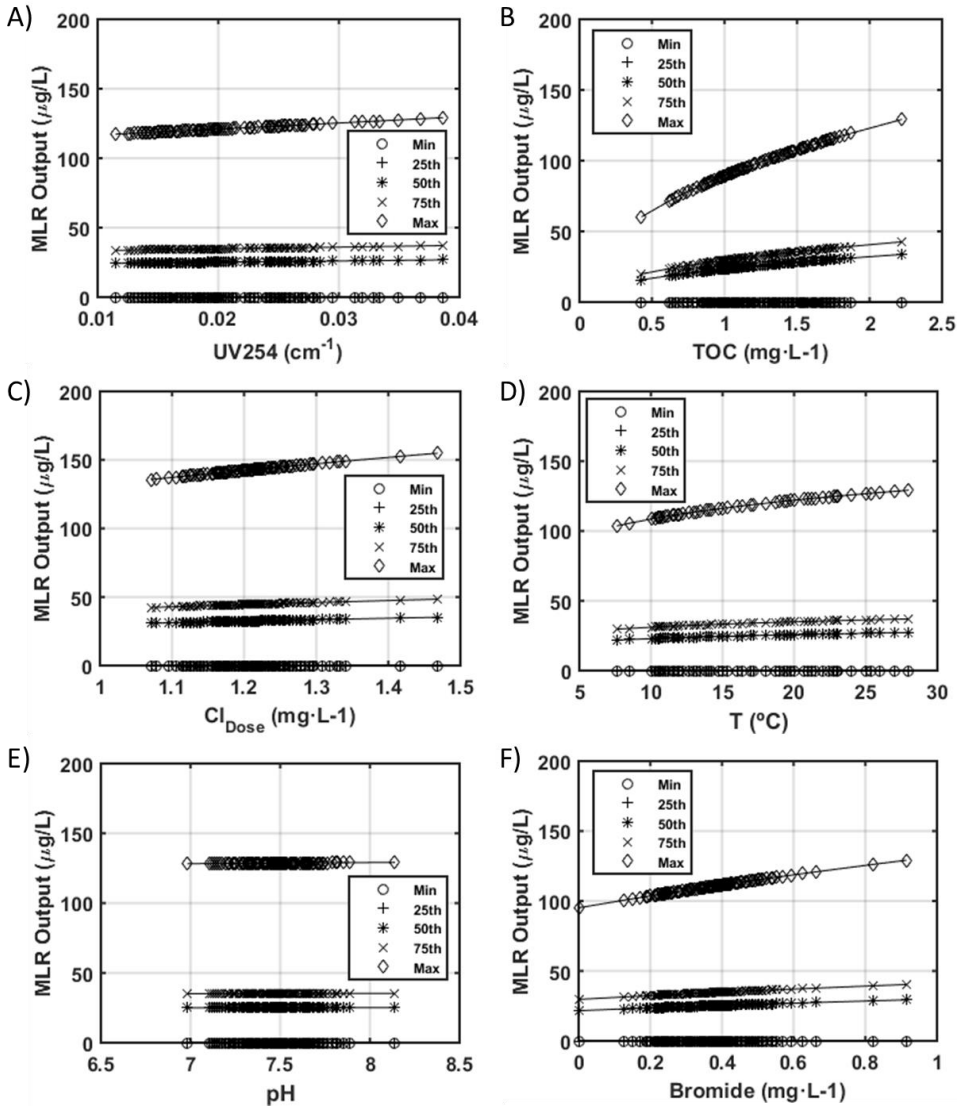 A)
MLR Output (μg/L)
200
150
100
50
0
Min
25th
50th
75th
Max
0.01 0.02 0.03 0.04
UV254 (cm-1)
B)
MLR Output (μg/L)
200
150
100
50
0
Min
25th
50th
75th
Max
0 0.5 1 1.5 2 2.5
TOC (mg·L-1)
C)
MLR Output (μg/L)
200
150
100
50
0
Min
25th
50th
75th
Max
1 1.1 1.2 1.3 1.4 1.5
ClDose (mg·L-1)
D)
MLR Output (μg/L)
200
150
100
50
0
Min
25th
50th
75th
Max
5 10 15 20 25 30
T (ºC)
E)
MLR Output (μg/L)
200
150
100
50
0
Min
25th
50th
75th
Max
6.5 7 7.5 8 8.5
pH
F)
MLR Output (μg/L)
200
150
100
50
0
Min
25th
50th
75th
Max
0 0.2 0.4 0.6 0.8 1
Bromide (mg·L-1)